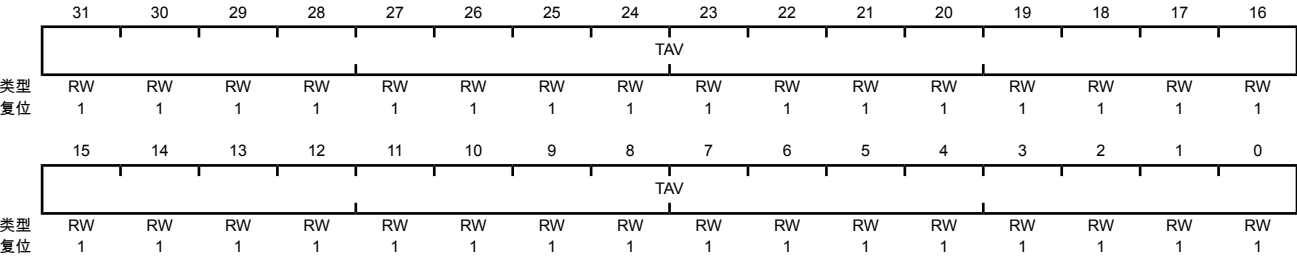 31 30 29 28 27 26 25 24 23 22 21 20 19 18 17 16
TAV
类型 RW RW RW RW RW RW RW RW RW RW RW RW RW RW RW RW
复位 1 1 1 1 1 1 1 1 1 1 1 1 1 1 1 1
15 14 13 12 11 10 9 8 7 6 5 4 3 2 1 0
TAV
类型 RW RW RW RW RW RW RW RW RW RW RW RW RW RW RW RW
复位 1 1 1 1 1 1 1 1 1 1 1 1 1 1 1 1